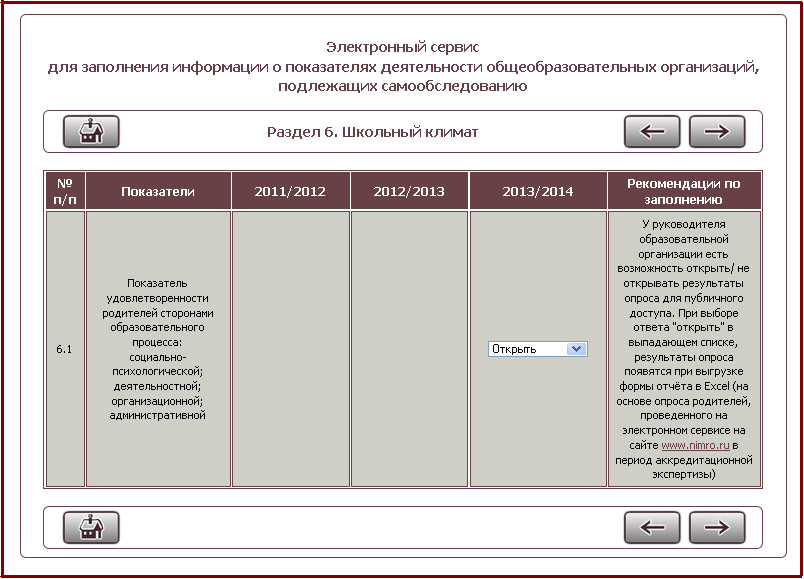 Электронный сервис
для заполнения информации о показателях деятельности общеобразовательных организаций,
подлежащих самообследованию
Раздел 6. Школьный климат
№
п/п
Показатели
2011/2012
2012/2013
2013/2014
Рекомендации по
заполнению
6.1
Показатель
удовлетворенности
родителей сторонами
образовательного
процесса:
социально-
психологической;
деятельностной;
организационной;
административной
Открыть
У руководителя
образовательной
организации есть
возможность открыть/ не
открывать результаты
опроса для публичного
доступа. При выборе
ответа "открыть" в
выпадающем списке,
результаты опроса
появятся при выгрузке
формы отчёта в Excel (на
основе опроса родителей,
проведенного на
электронном сервисе на
сайте www.nimro.ru в
период аккредитационной
экспертизы)